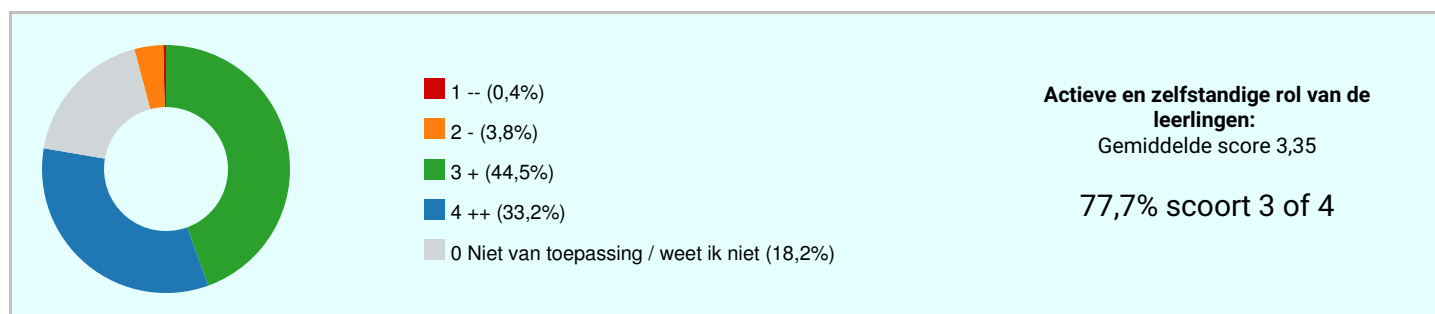 1 -- (0,4%)
2 - (3,8%)
3 + (44,5%)
4 ++ (33,2%)
0 Niet van toepassing / weet ik niet (18,2%)
Actieve en zelfstandige rol van de
leerlingen:
Gemiddelde score 3,35
77,7% scoort 3 of 4